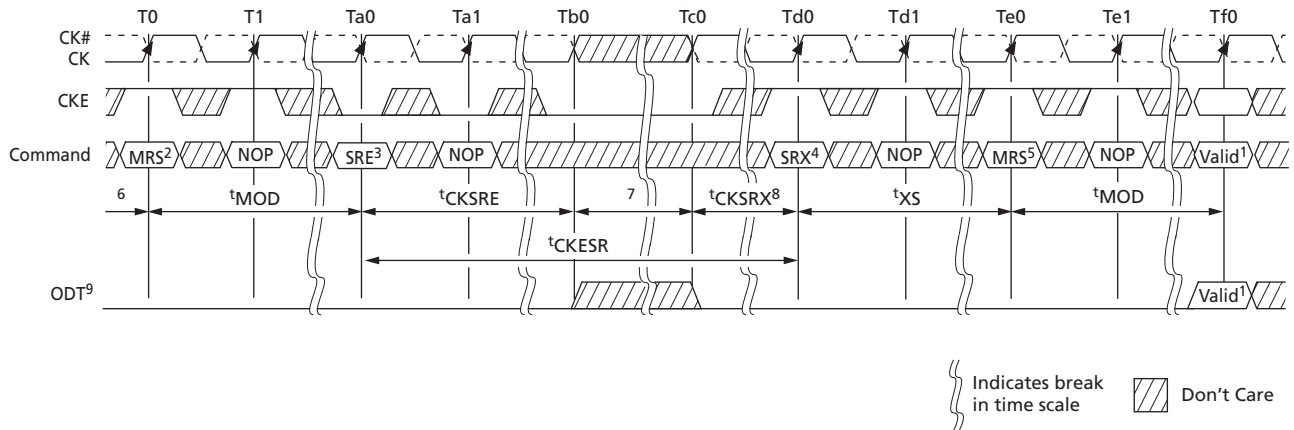 T0 T1 Ta0 Ta1 Tb0 Tc0 Td0 Td1 Te0 Te1 Tf0
CK#
CK
CKE
Command MRS² NOP SRE³ NOP SRX⁴ NOP MRS⁵ NOP Valid¹
6 ᵗMOD ᵗCKSRE 7 ᵗCKSRX⁸ ᵗXS ᵗMOD
ᵗCKESR
ODT⁹ Valid¹
Indicates break
in time scale
Don't Care